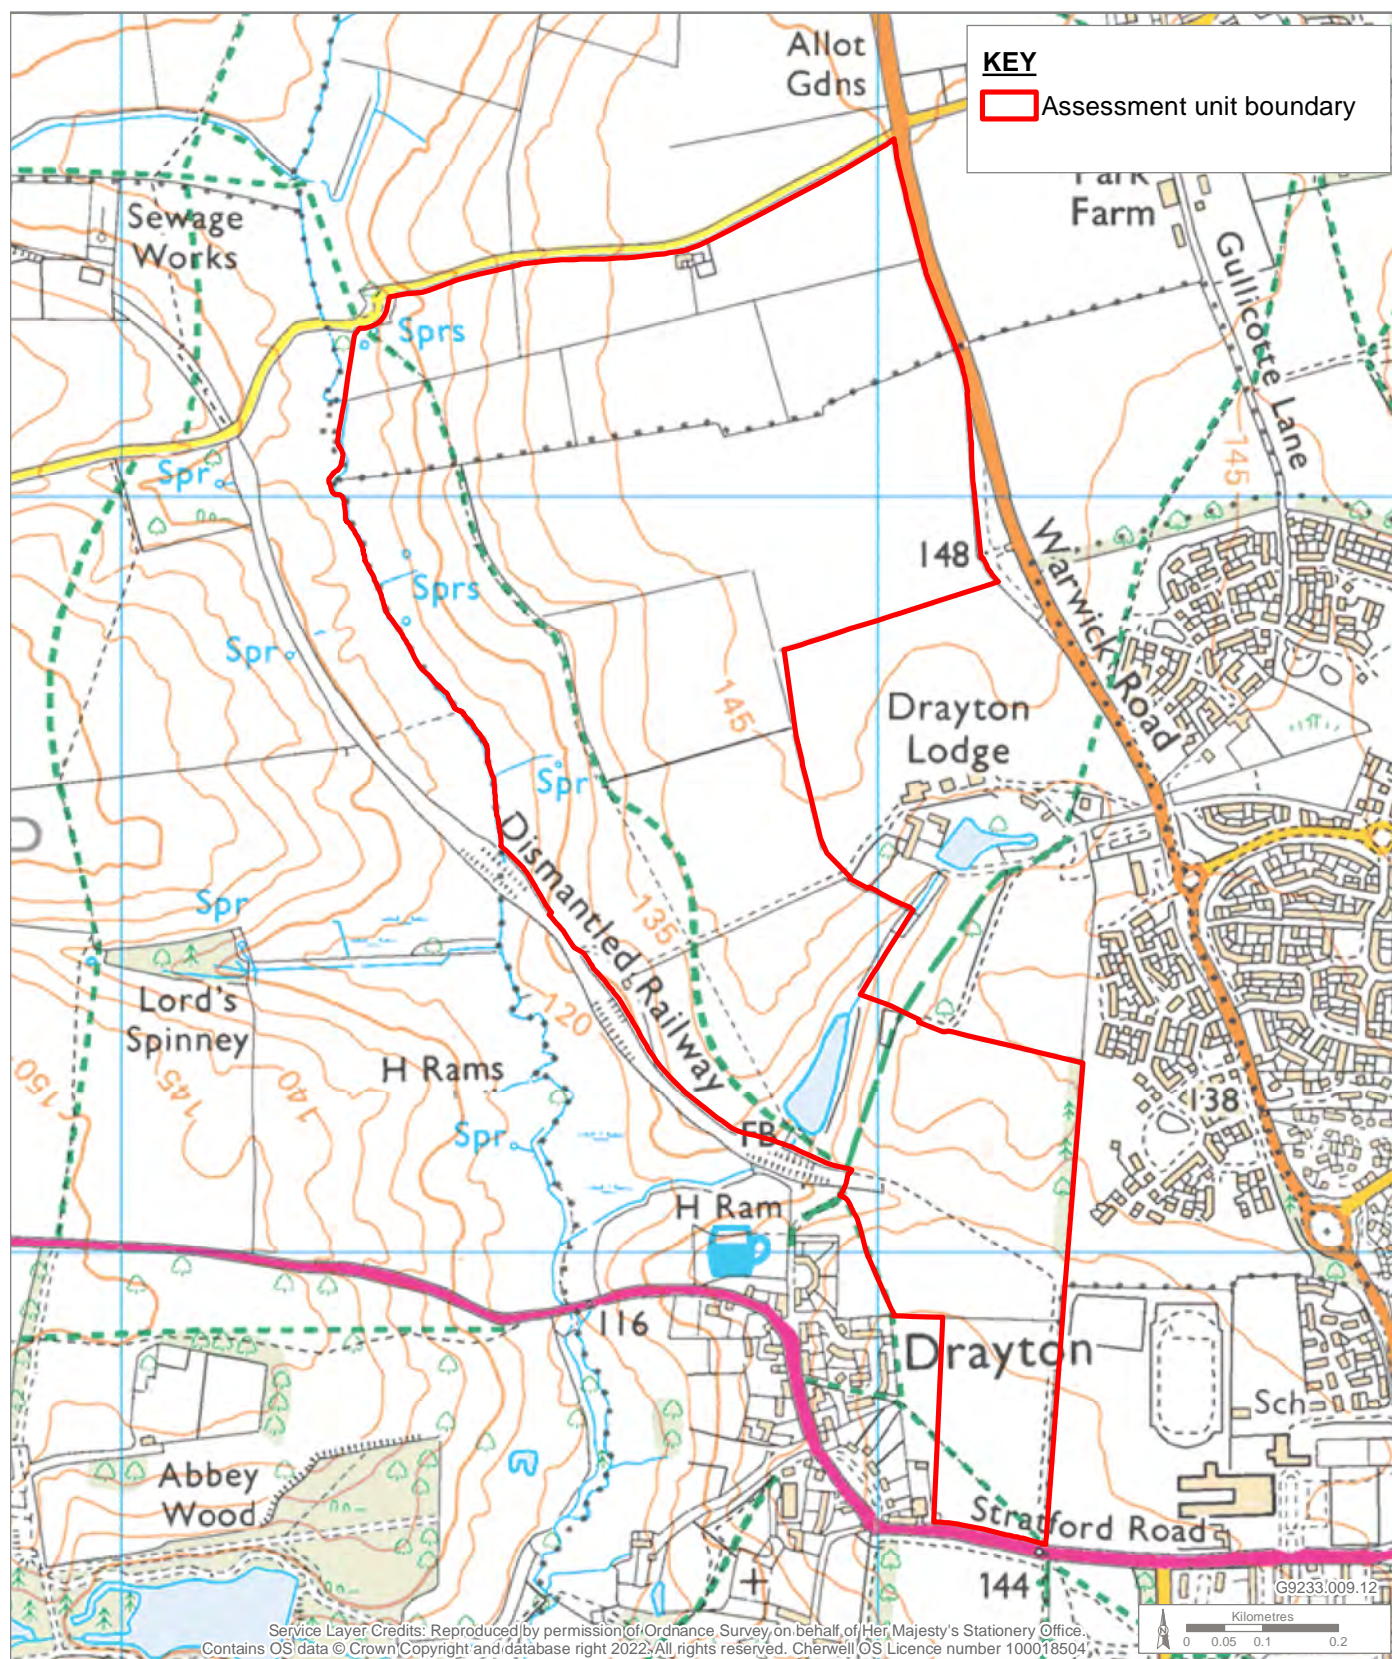 KEY
Assessment unit boundary
Allot
Gdns
Park
Farm
Sewage
Works
Gullicotte Lane
Sprs
145
Spr
148
Warwick Road
Sprs
Spr
145
Drayton
Lodge
Spr
Dismantled Railway
135
Spr
Lord's
Spinney
120
H Rams
150
145
140
138
Spr
FB
H Ram
116
Drayton
Sch
Abbey
Wood
Stratford Road
144
G9233.009.12
Kilometres
0 0.05 0.1 0.2
Service Layer Credits: Reproduced by permission of Ordnance Survey on behalf of Her Majesty's Stationery Office.
Contains OS data © Crown Copyright and database right 2022. All rights reserved. Cherwell OS Licence number 100018504